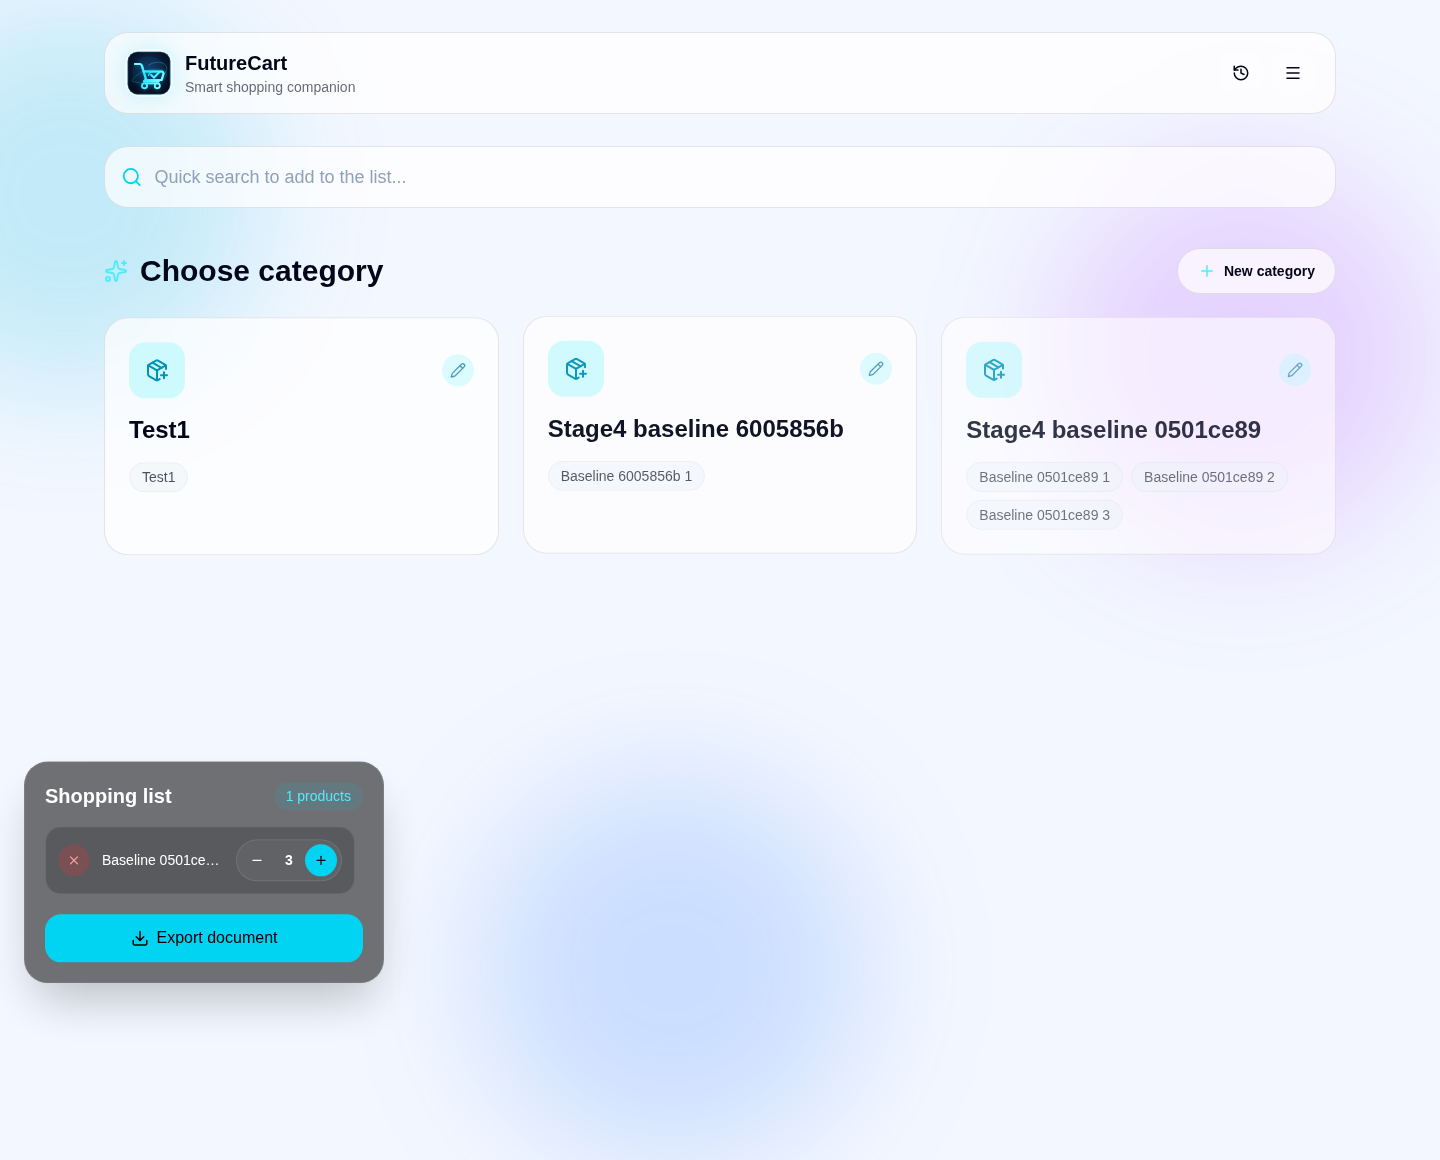 FutureCart
Smart shopping companion
Quick search to add to the list...
Choose category
New category
Test1
Test1
Stage4 baseline 6005856b
Baseline 6005856b 1
Stage4 baseline 0501ce89
Baseline 0501ce89 1
Baseline 0501ce89 2
Baseline 0501ce89 3
Shopping list
1 products
Baseline 0501ce…
3
Export document